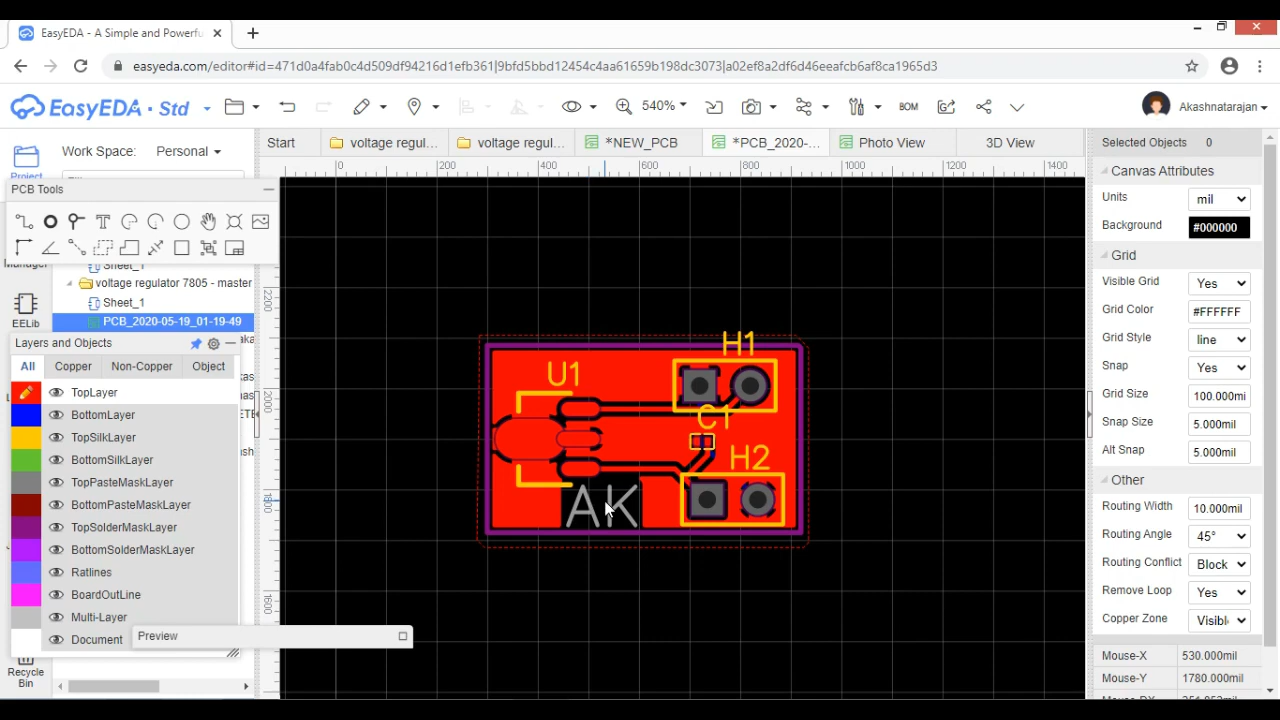 EasyEDA - A Simple and Powerfu
easyeda.com/editor#id=471d0a4fab0c4d509df94216d1efb361|9bfd5bbd12454c4aa61659b198dc3073|a02ef8a2df6d46eeafcb6af8ca1965d3
EasyEDA · Std
540%
BOM
Akashnatarajan
Project
Work Space: Personal
Start
voltage regul...
voltage regul...
*NEW_PCB
*PCB_2020-...
Photo View
3D View
Selected Objects 0
0 200 400 600 800 1000 1200 1400
2200
2000
1800
1600
PCB Tools
Sheet_1
voltage regulator 7805 - master
Sheet_1
PCB_2020-05-19_01-19-49
EELib
Layers and Objects
All Copper Non-Copper Object
TopLayer
BottomLayer
TopSilkLayer
BottomSilkLayer
TopPasteMaskLayer
BottomPasteMaskLayer
TopSolderMaskLayer
BottomSolderMaskLayer
Ratlines
BoardOutLine
Multi-Layer
Document
Preview
Recycle
Bin
H1
U1
C1
H2
AK
Canvas Attributes
Units mil
Background #000000
Grid
Visible Grid Yes
Grid Color #FFFFFF
Grid Style line
Snap Yes
Grid Size 100.000mi
Snap Size 5.000mil
Alt Snap 5.000mil
Other
Routing Width 10.000mil
Routing Angle 45°
Routing Conflict Block
Remove Loop Yes
Copper Zone Visibl
Mouse-X 530.000mil
Mouse-Y 1780.000mil